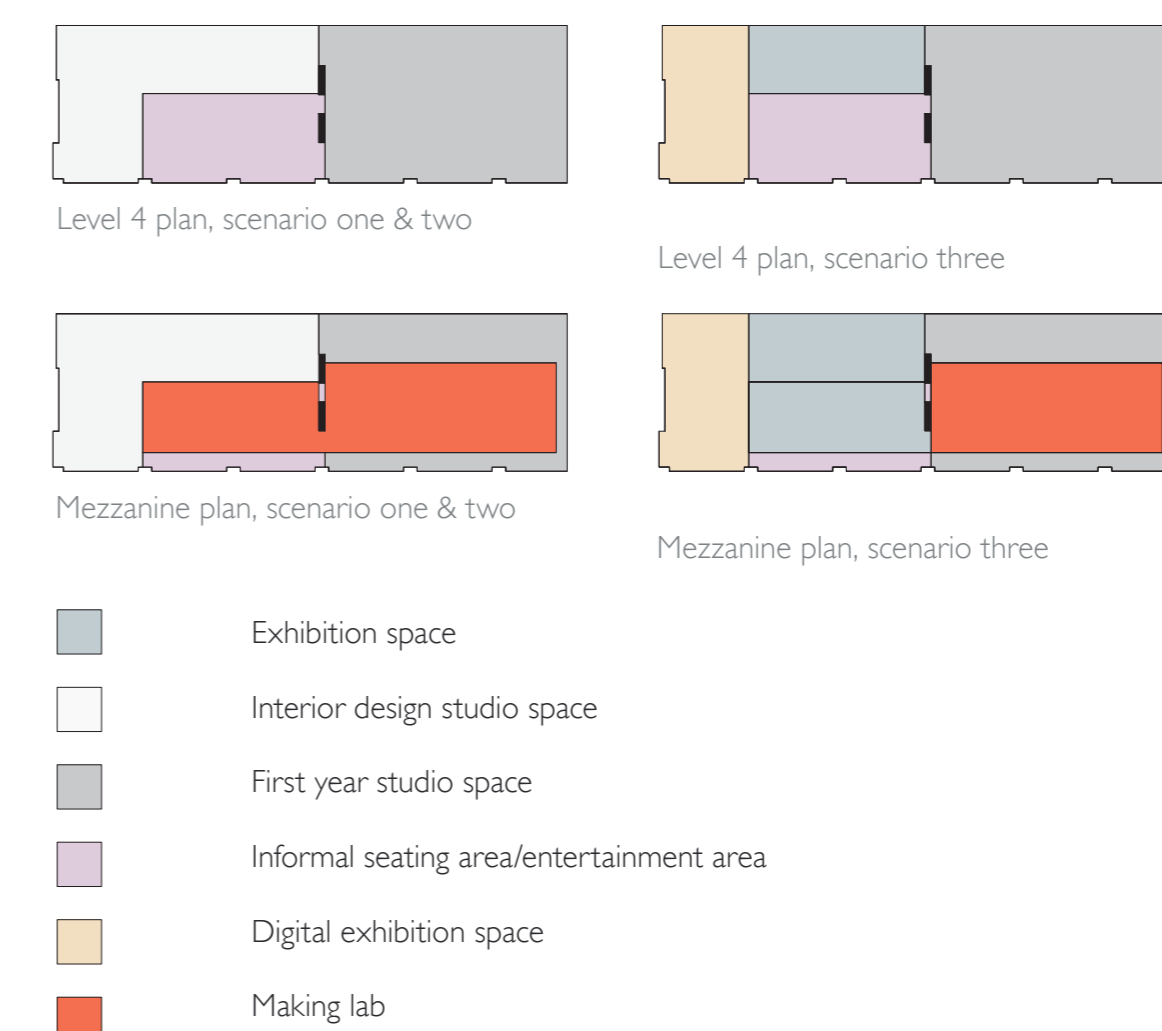 Level 4 plan, scenario one & two
Level 4 plan, scenario three
Mezzanine plan, scenario one & two
Mezzanine plan, scenario three
Exhibition space
Interior design studio space
First year studio space
Informal seating area/entertainment area
Digital exhibition space
Making lab